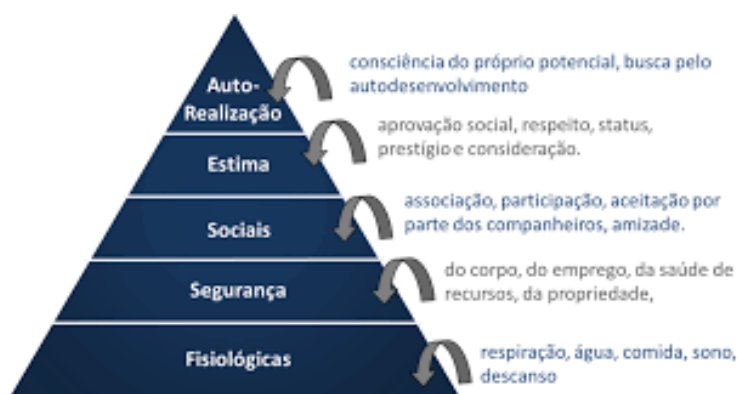 Auto-
Realização
consciência do próprio potencial, busca pelo
autodesenvolvimento
Estima
aprovação social, respeito, status,
prestígio e consideração.
Sociais
associação, participação, aceitação por
parte dos companheiros, amizade.
Segurança
do corpo, do emprego, da saúde de
recursos, da propriedade,
Fisiológicas
respiração, água, comida, sono,
descanso